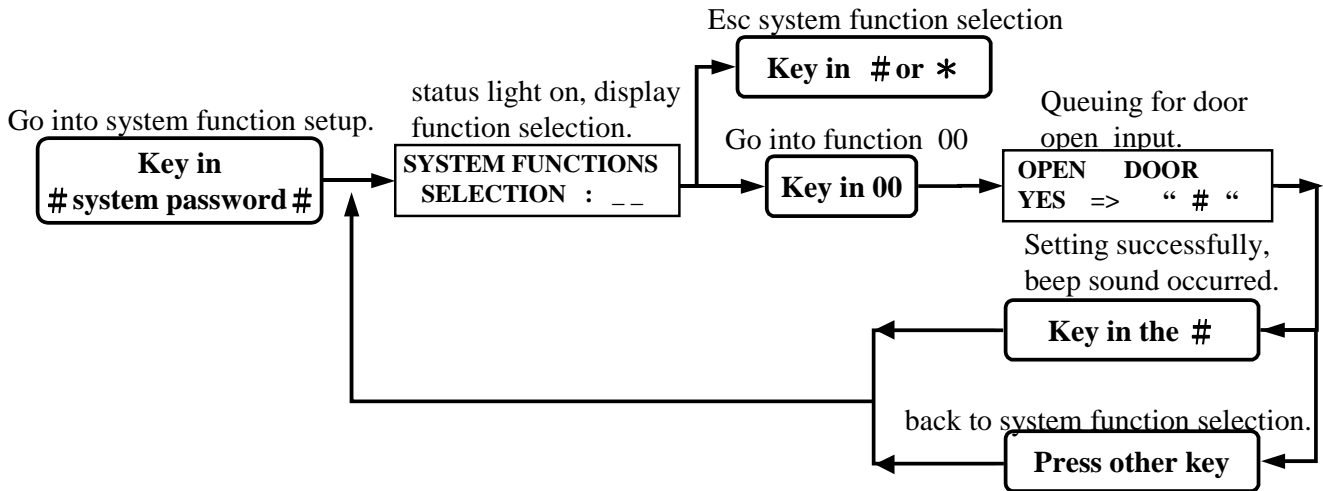 Esc system function selection
Key in # or *
status light on, display
function selection.
Go into system function setup.
Key in
# system password #
SYSTEM FUNCTIONS
SELECTION : _ _
Go into function 00
Key in 00
Queuing for door
open input.
OPEN DOOR
YES => “ # “
Setting successfully,
beep sound occurred.
Key in the #
back to system function selection.
Press other key